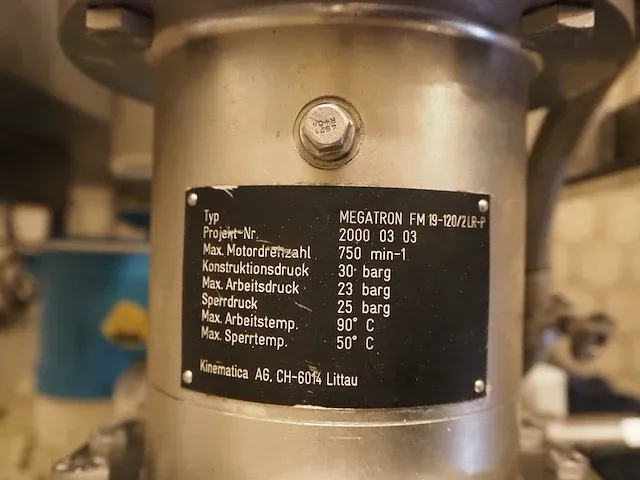 Typ MEGATRON FM 19-120/2LR-P
Projekt-Nr. 2000 03 03
Max. Motordrehzahl 750 min-1
Konstruktionsdruck 30 barg
Max. Arbeitsdruck 23 barg
Sperrdruck 25 barg
Max. Arbeitstemp. 90° C
Max. Sperrtemp. 50° C
Kinematica AG, CH-6014 Littau